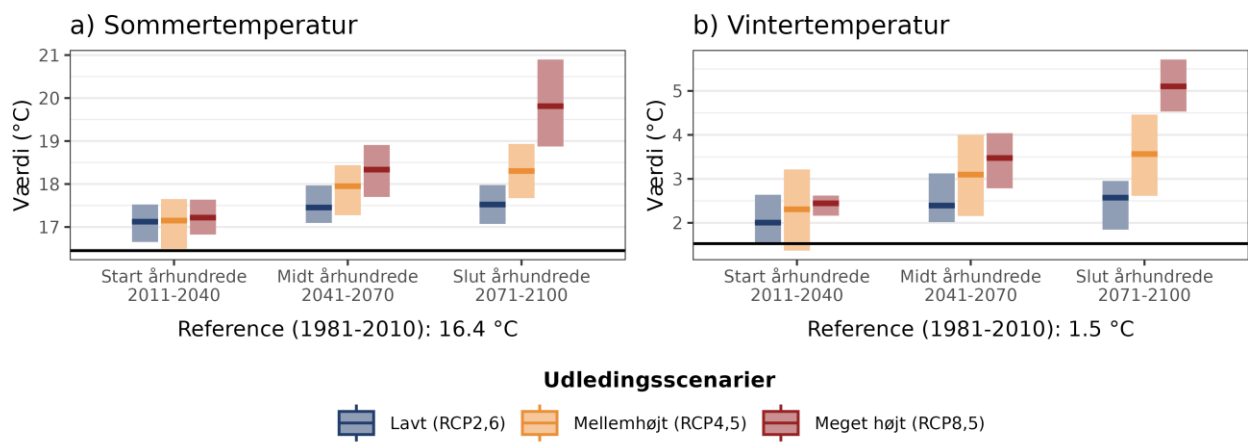 a) Sommertemperatur
21
20
19
18
17
Værdi (°C)
Start århundrede
2011-2040
Midt århundrede
2041-2070
Slut århundrede
2071-2100
Reference (1981-2010): 16.4 °C
b) Vintertemperatur
5
4
3
2
Værdi (°C)
Start århundrede
2011-2040
Midt århundrede
2041-2070
Slut århundrede
2071-2100
Reference (1981-2010): 1.5 °C
Udledingsscenarier
Lavt (RCP2,6)
Mellemhøjt (RCP4,5)
Meget højt (RCP8,5)